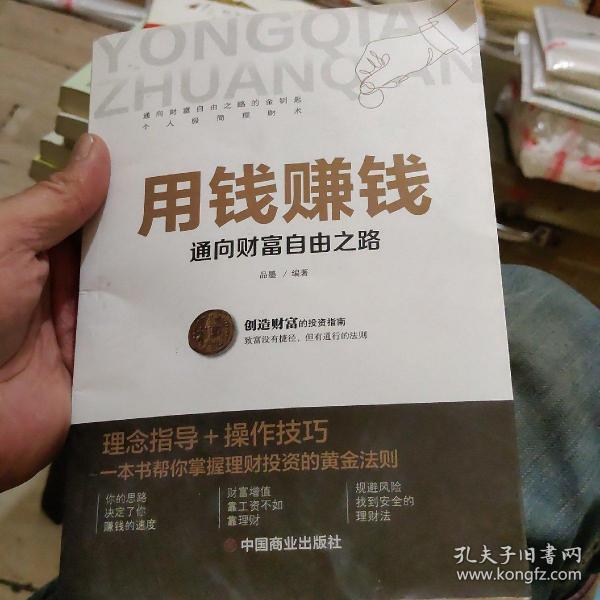 YONGQIAN
ZHUANQIAN
通向财富自由之路的金钥匙
个人极简理财术
用钱赚钱
通向财富自由之路
品墨 / 编著
创造财富的投资指南
致富没有捷径，但有通行的法则
理念指导+操作技巧
一本书帮你掌握理财投资的黄金法则
你的思路
决定了你
赚钱的速度
财富增值
靠工资不如
靠理财
规避风险
找到安全的
理财法
中国商业出版社
孔夫子旧书网
www.kongfz.com